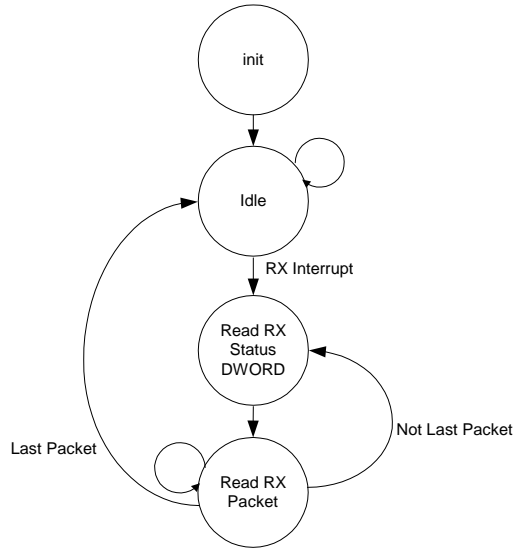 init
Idle
RX Interrupt
Read RX
Status
DWORD
Not Last Packet
Last Packet
Read RX
Packet